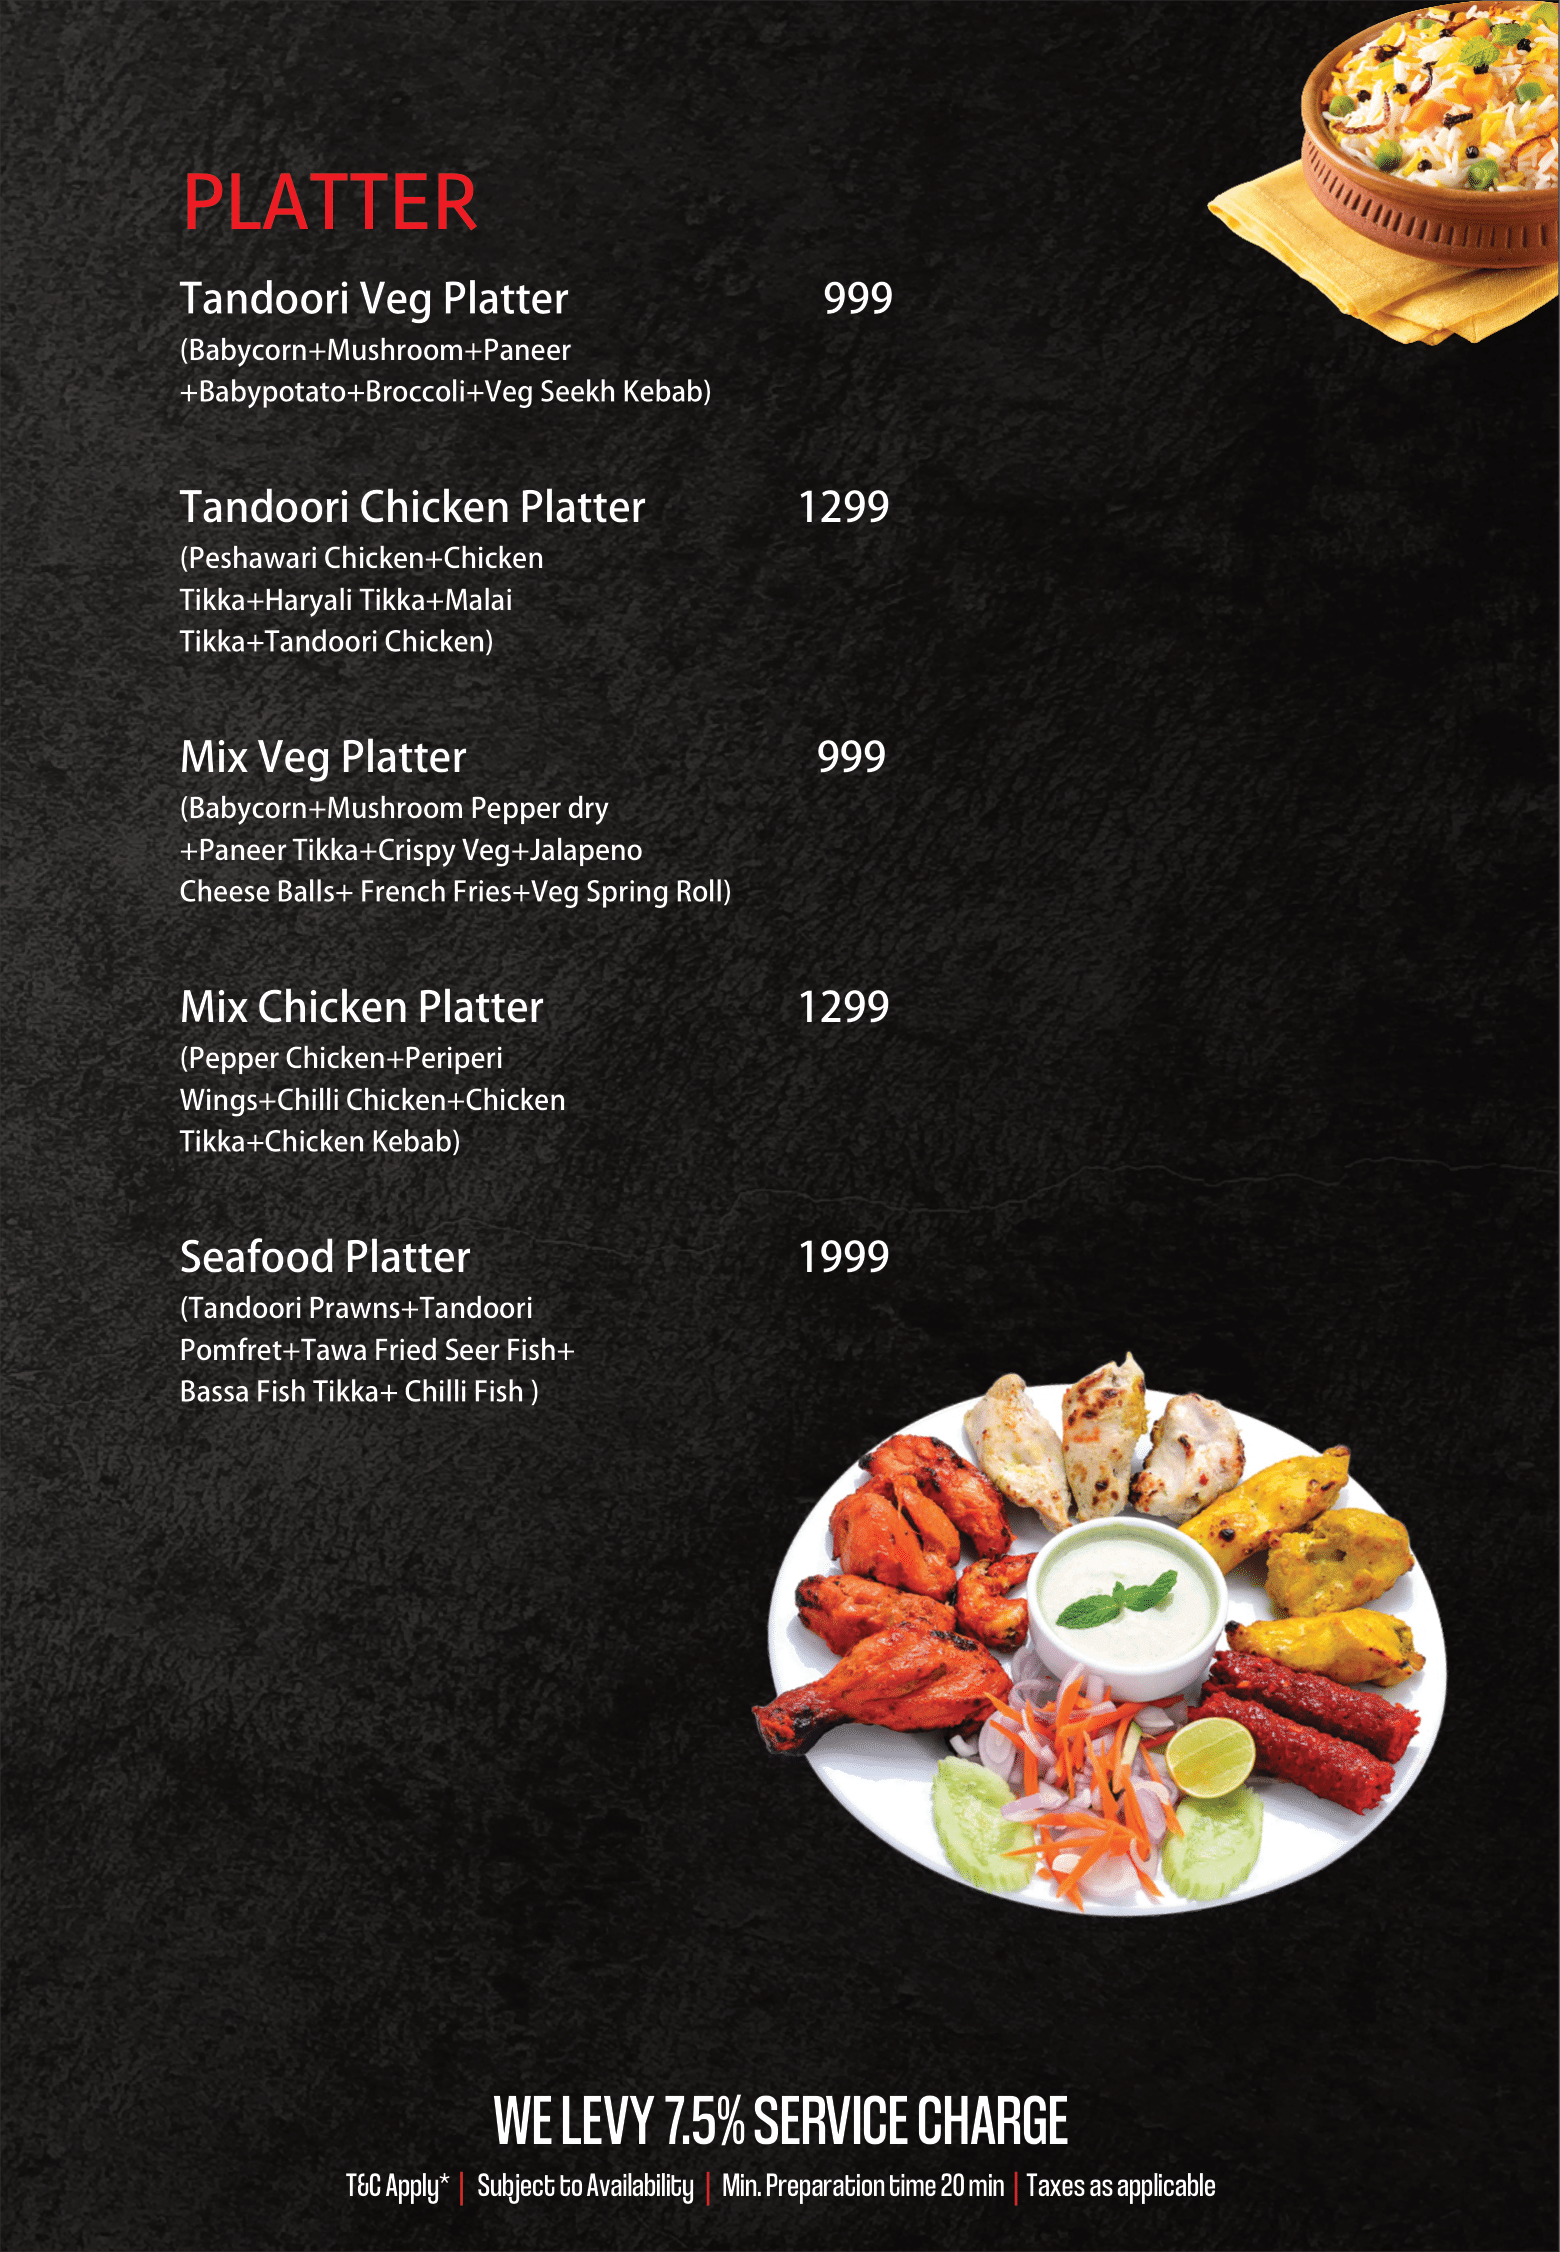 PLATTER
Tandoori Veg Platter 999
(Babycorn+Mushroom+Paneer
+Babypotato+Broccoli+Veg Seekh Kebab)
Tandoori Chicken Platter 1299
(Peshawari Chicken+Chicken
Tikka+Haryali Tikka+Malai
Tikka+Tandoori Chicken)
Mix Veg Platter 999
(Babycorn+Mushroom Pepper dry
+Paneer Tikka+Crispy Veg+Jalapeno
Cheese Balls+ French Fries+Veg Spring Roll)
Mix Chicken Platter 1299
(Pepper Chicken+Periperi
Wings+Chilli Chicken+Chicken
Tikka+Chicken Kebab)
Seafood Platter 1999
(Tandoori Prawns+Tandoori
Pomfret+Tawa Fried Seer Fish+
Bassa Fish Tikka+ Chilli Fish )
WE LEVY 7.5% SERVICE CHARGE
T&C Apply* | Subject to Availability | Min. Preparation time 20 min | Taxes as applicable